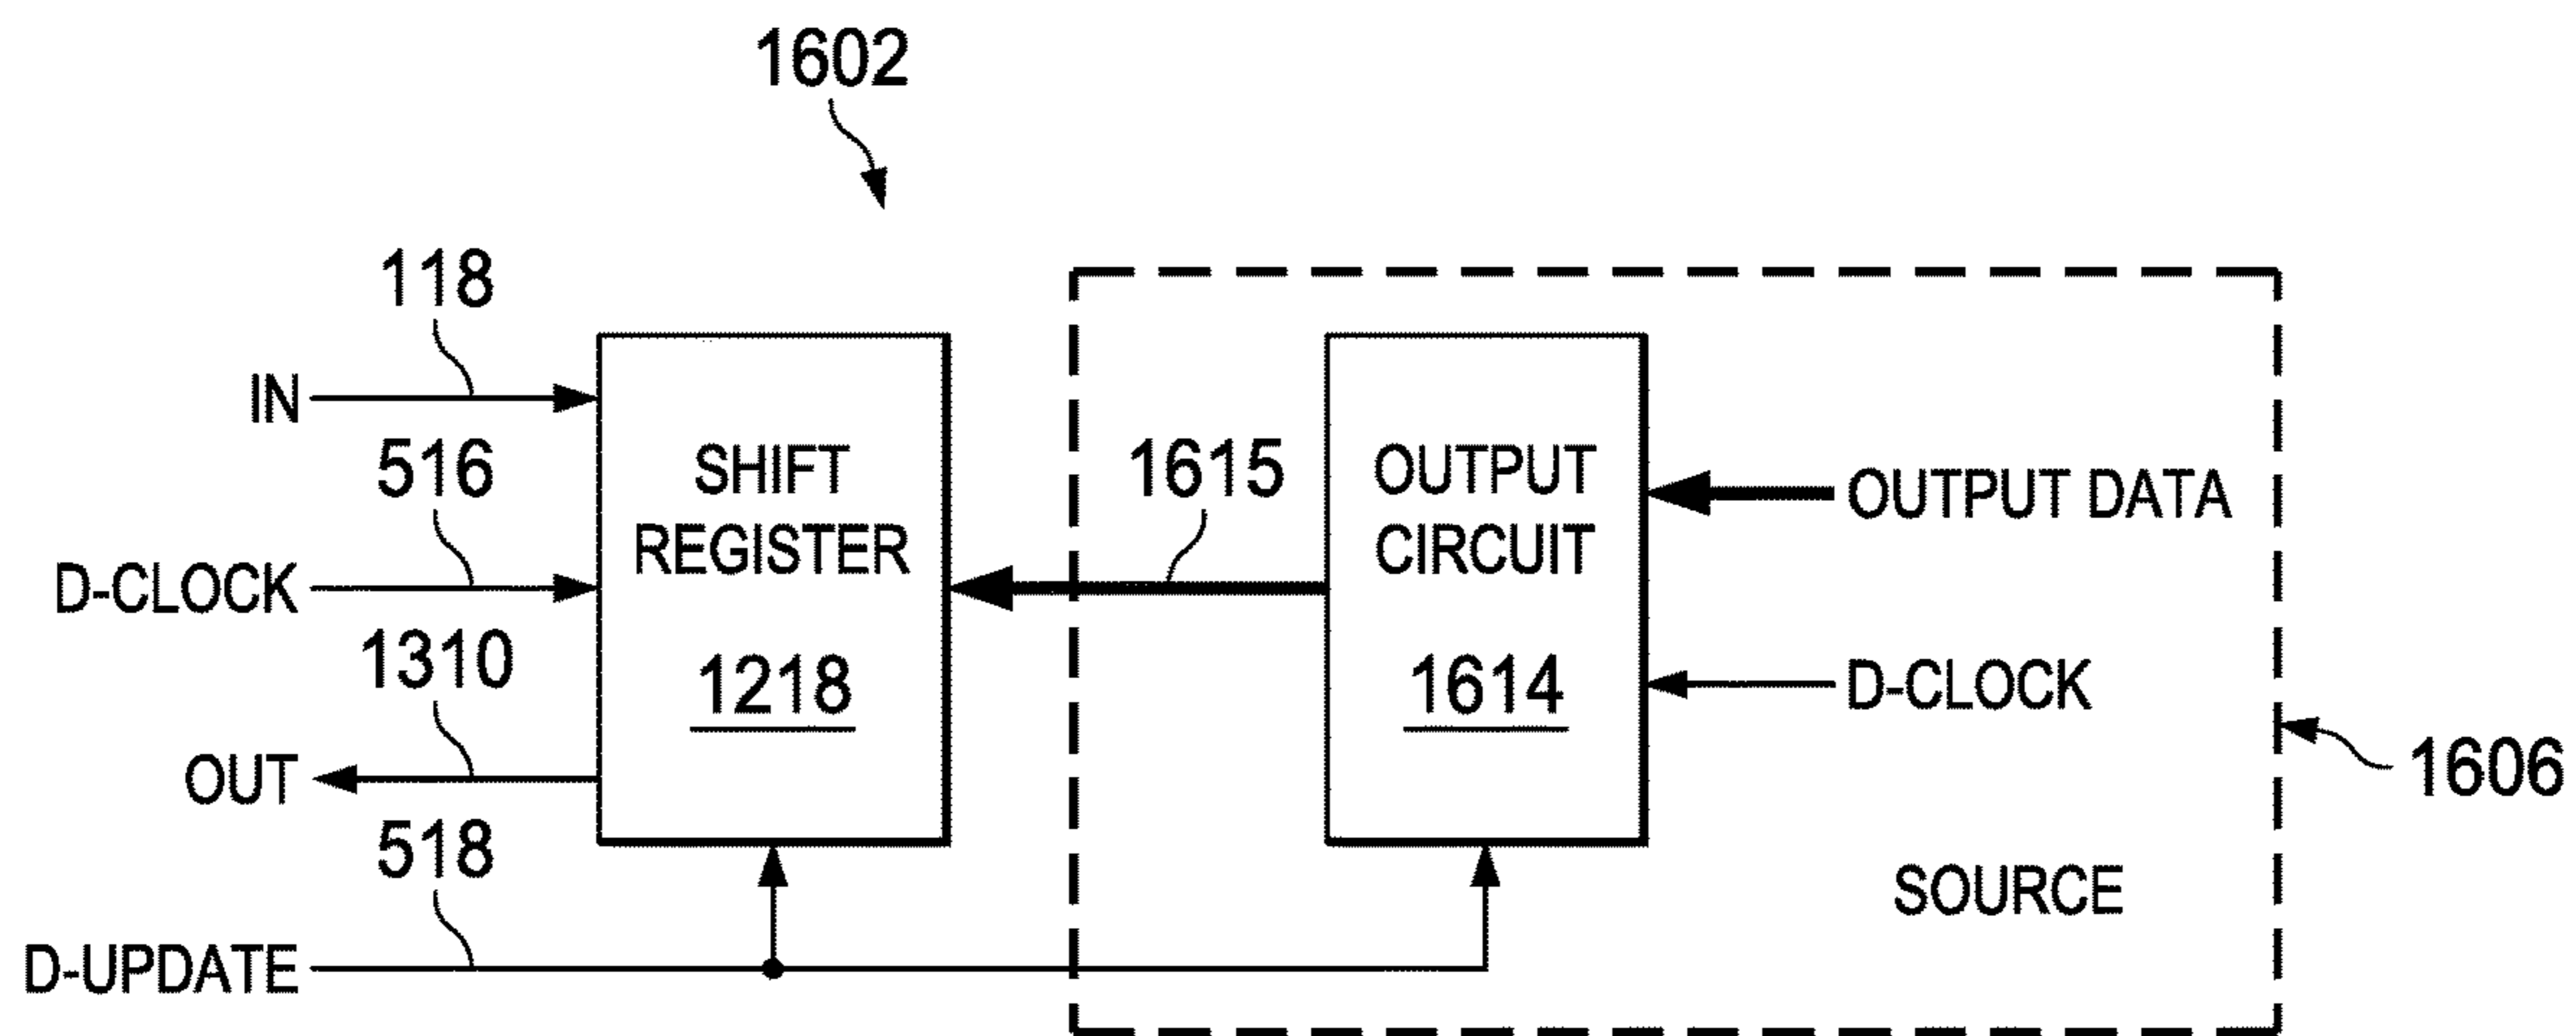 1602
118
IN
516
D-CLOCK
1310
OUT
518
D-UPDATE
SHIFT
REGISTER
1218
1615
OUTPUT
CIRCUIT
1614
OUTPUT DATA
D-CLOCK
SOURCE
1606